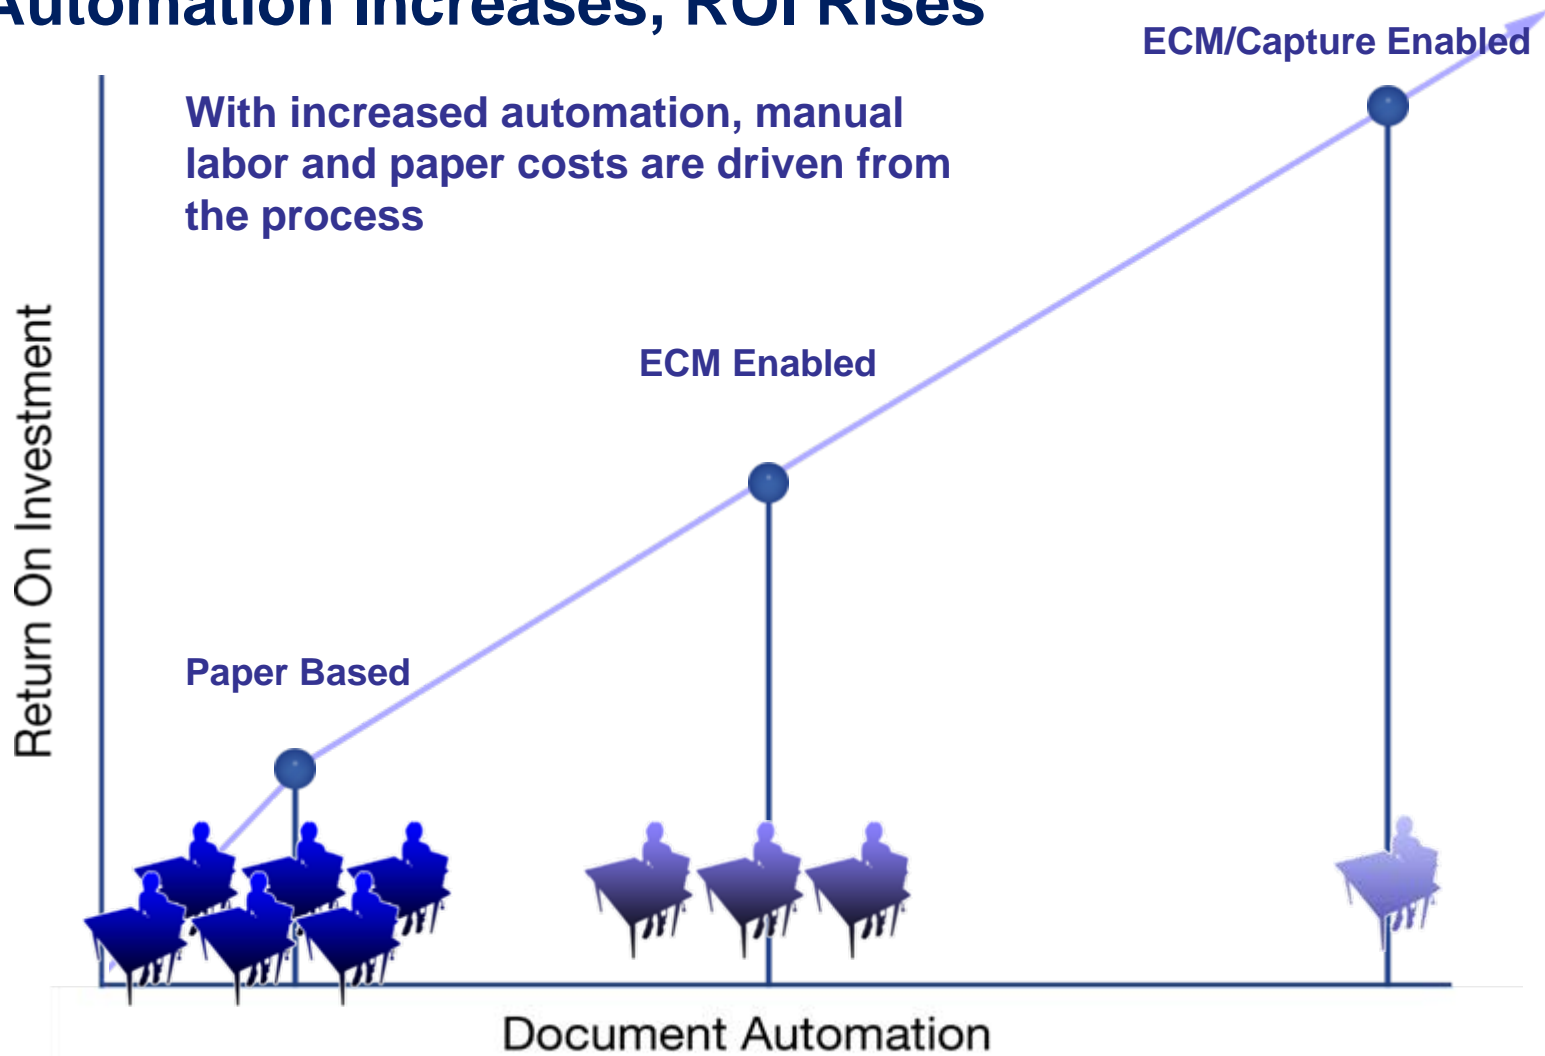 Automation Increases, ROI Rises
ECM/Capture Enabled
With increased automation, manual
labor and paper costs are driven from
the process
ECM Enabled
Return On Investment
Paper Based
Document Automation